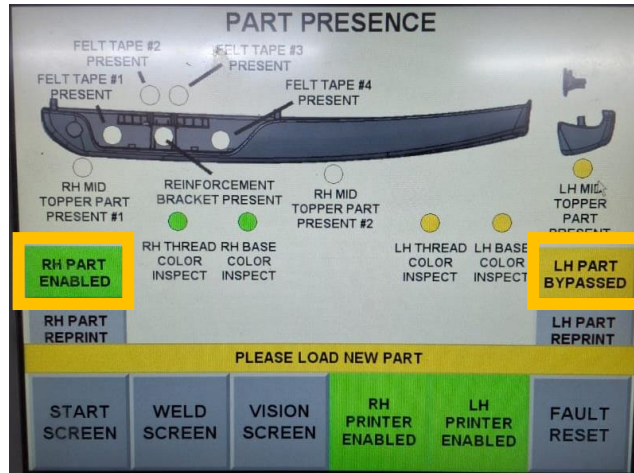 PART PRESENCE
FELT TAPE #2
PRESENT
FELT TAPE #3
PRESENT
FELT TAPE #1
PRESENT
FELT TAPE #4
PRESENT
RH MID
TOPPER PART
PRESENT #1
REINFORCEMENT
BRACKET PRESENT
RH MID
TOPPER PART
PRESENT #2
LH MID
TOPPER
PART
PRESENT
RH THREAD
COLOR
INSPECT
RH BASE
COLOR
INSPECT
LH THREAD
COLOR
INSPECT
LH BASE
COLOR
INSPECT
RH PART
ENABLED
LH PART
BYPASSED
RH PART
REPRINT
LH PART
REPRINT
PLEASE LOAD NEW PART
START
SCREEN
WELD
SCREEN
VISION
SCREEN
RH
PRINTER
ENABLED
LH
PRINTER
ENABLED
FAULT
RESET